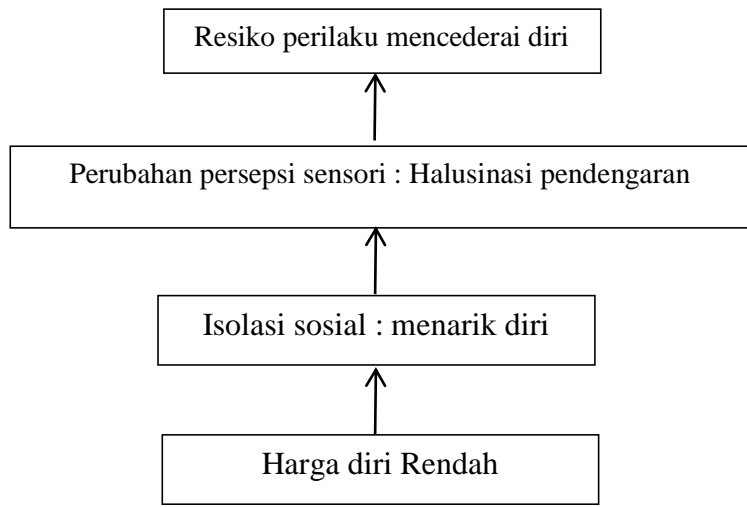 Resiko perilaku mencederai diri
Perubahan persepsi sensori : Halusinasi pendengaran
Isolasi sosial : menarik diri
Harga diri Rendah